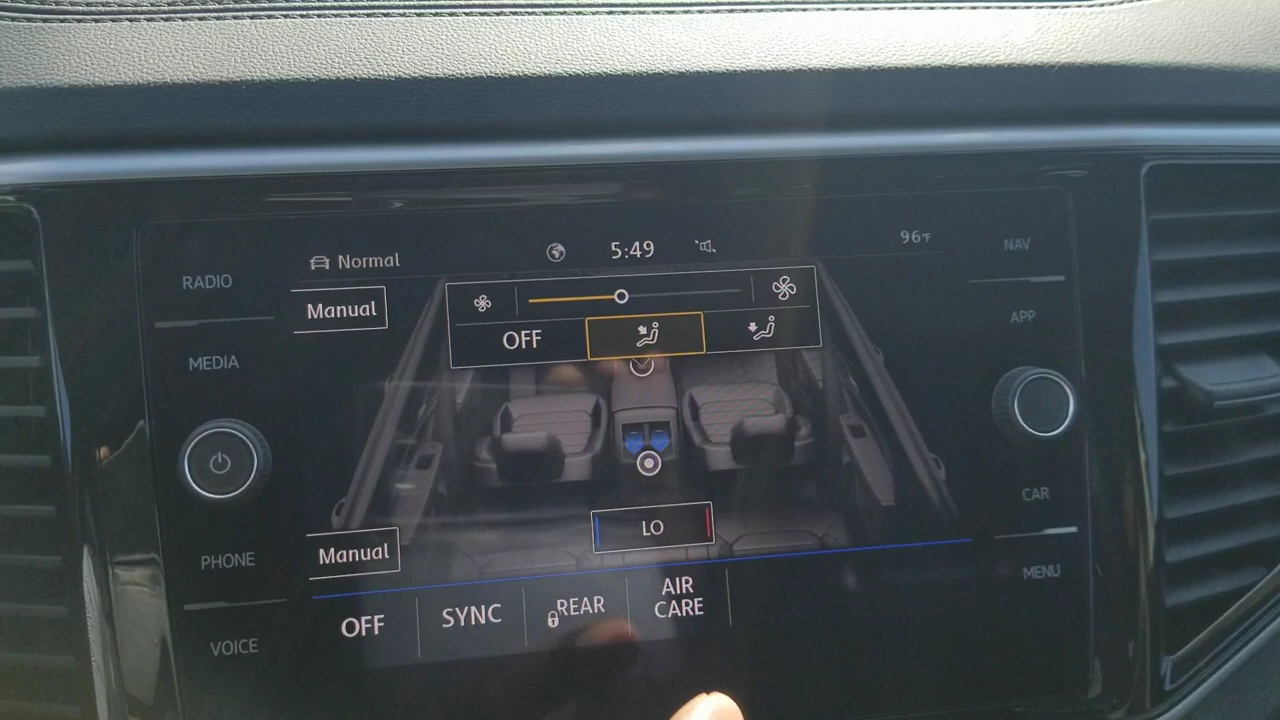 RADIO
MEDIA
PHONE
VOICE
Normal
5:49
96°F
Manual
OFF
LO
Manual
OFF
SYNC
REAR
AIR
CARE
NAV
APP
CAR
MENU